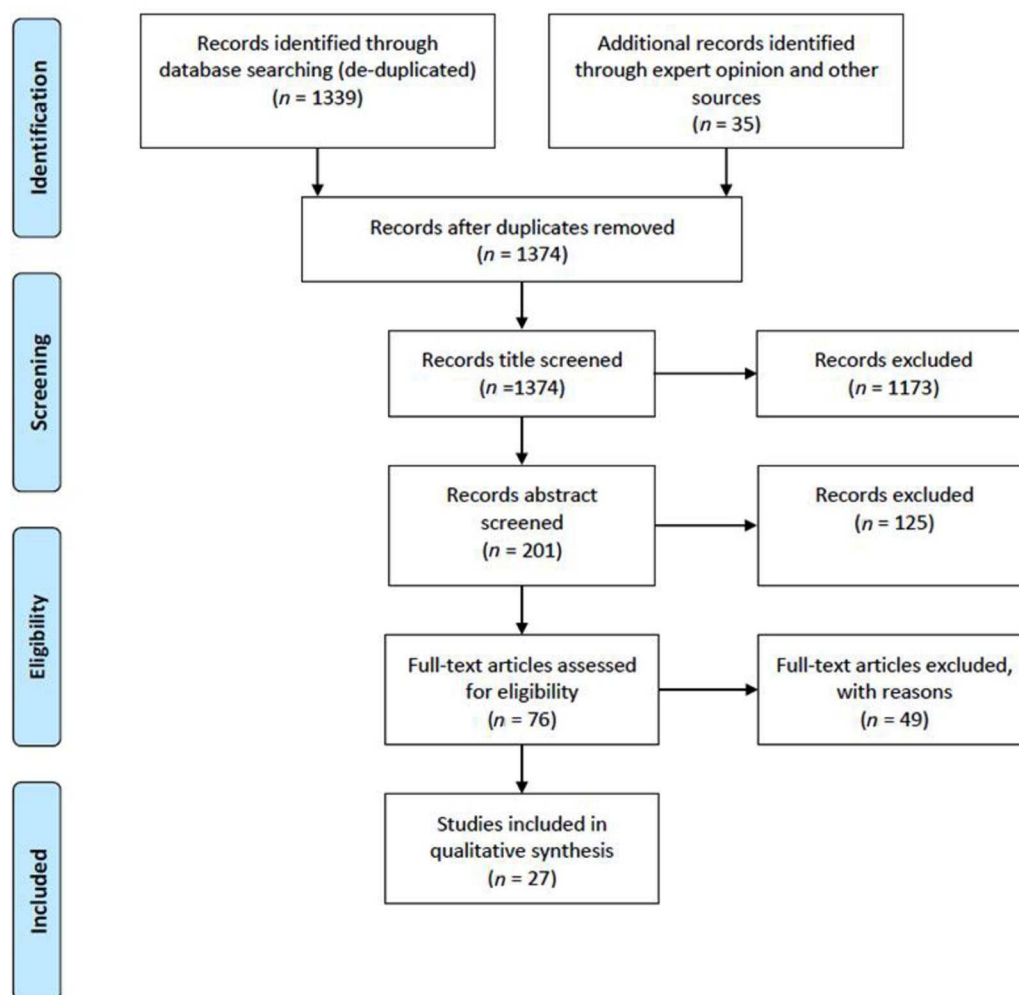 Identification
Records identified through
database searching (de-duplicated)
(n = 1339)
Additional records identified
through expert opinion and other
sources
(n = 35)
Records after duplicates removed
(n = 1374)
Screening
Records title screened
(n =1374)
Records excluded
(n = 1173)
Records abstract
screened
(n = 201)
Records excluded
(n = 125)
Eligibility
Full-text articles assessed
for eligibility
(n = 76)
Full-text articles excluded,
with reasons
(n = 49)
Included
Studies included in
qualitative synthesis
(n = 27)